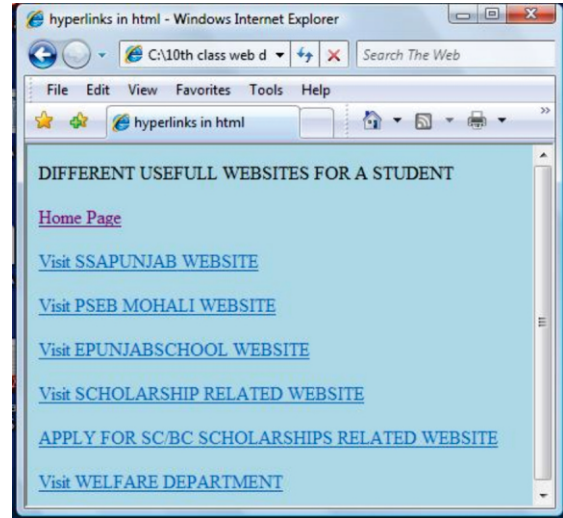 hyperlinks in html - Windows Internet Explorer
C:\10th class web d
Search The Web
File Edit View Favorites Tools Help
hyperlinks in html
DIFFERENT USEFULL WEBSITES FOR A STUDENT
Home Page
Visit SSAPUNJAB WEBSITE
Visit PSEB MOHALI WEBSITE
Visit EPUNJABSCHOOL WEBSITE
Visit SCHOLARSHIP RELATED WEBSITE
APPLY FOR SC/BC SCHOLARSHIPS RELATED WEBSITE
Visit WELFARE DEPARTMENT